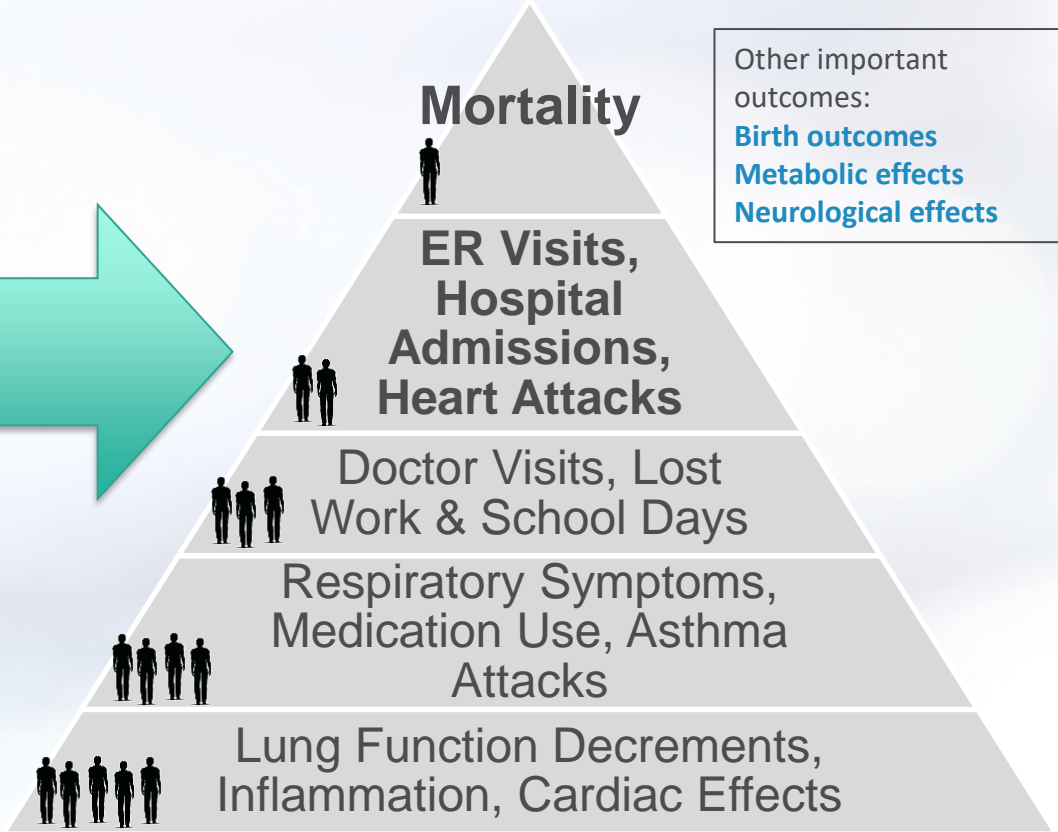 Mortality
Other important
outcomes:
Birth outcomes
Metabolic effects
Neurological effects
ER Visits,
Hospital
Admissions,
Heart Attacks
Doctor Visits, Lost
Work & School Days
Respiratory Symptoms,
Medication Use, Asthma
Attacks
Lung Function Decrements,
Inflammation, Cardiac Effects